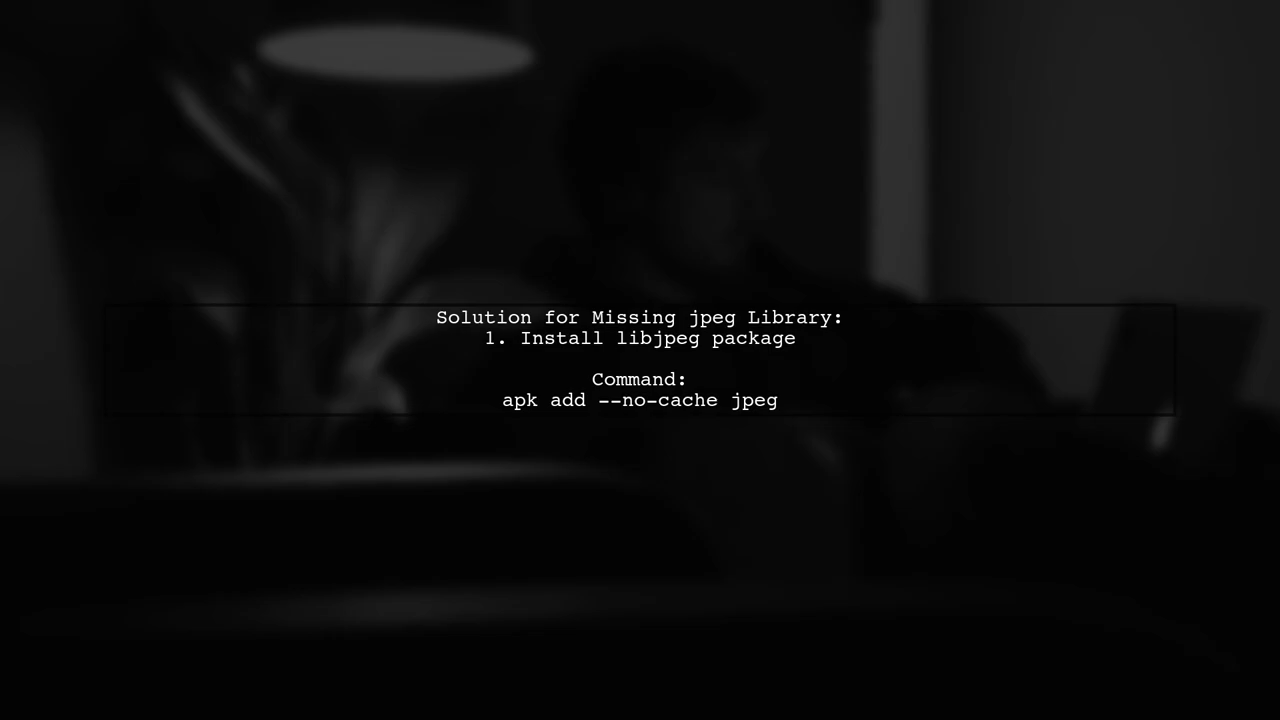 Solution for Missing jpeg Library:
1. Install libjpeg package
Command:
apk add --no-cache jpeg